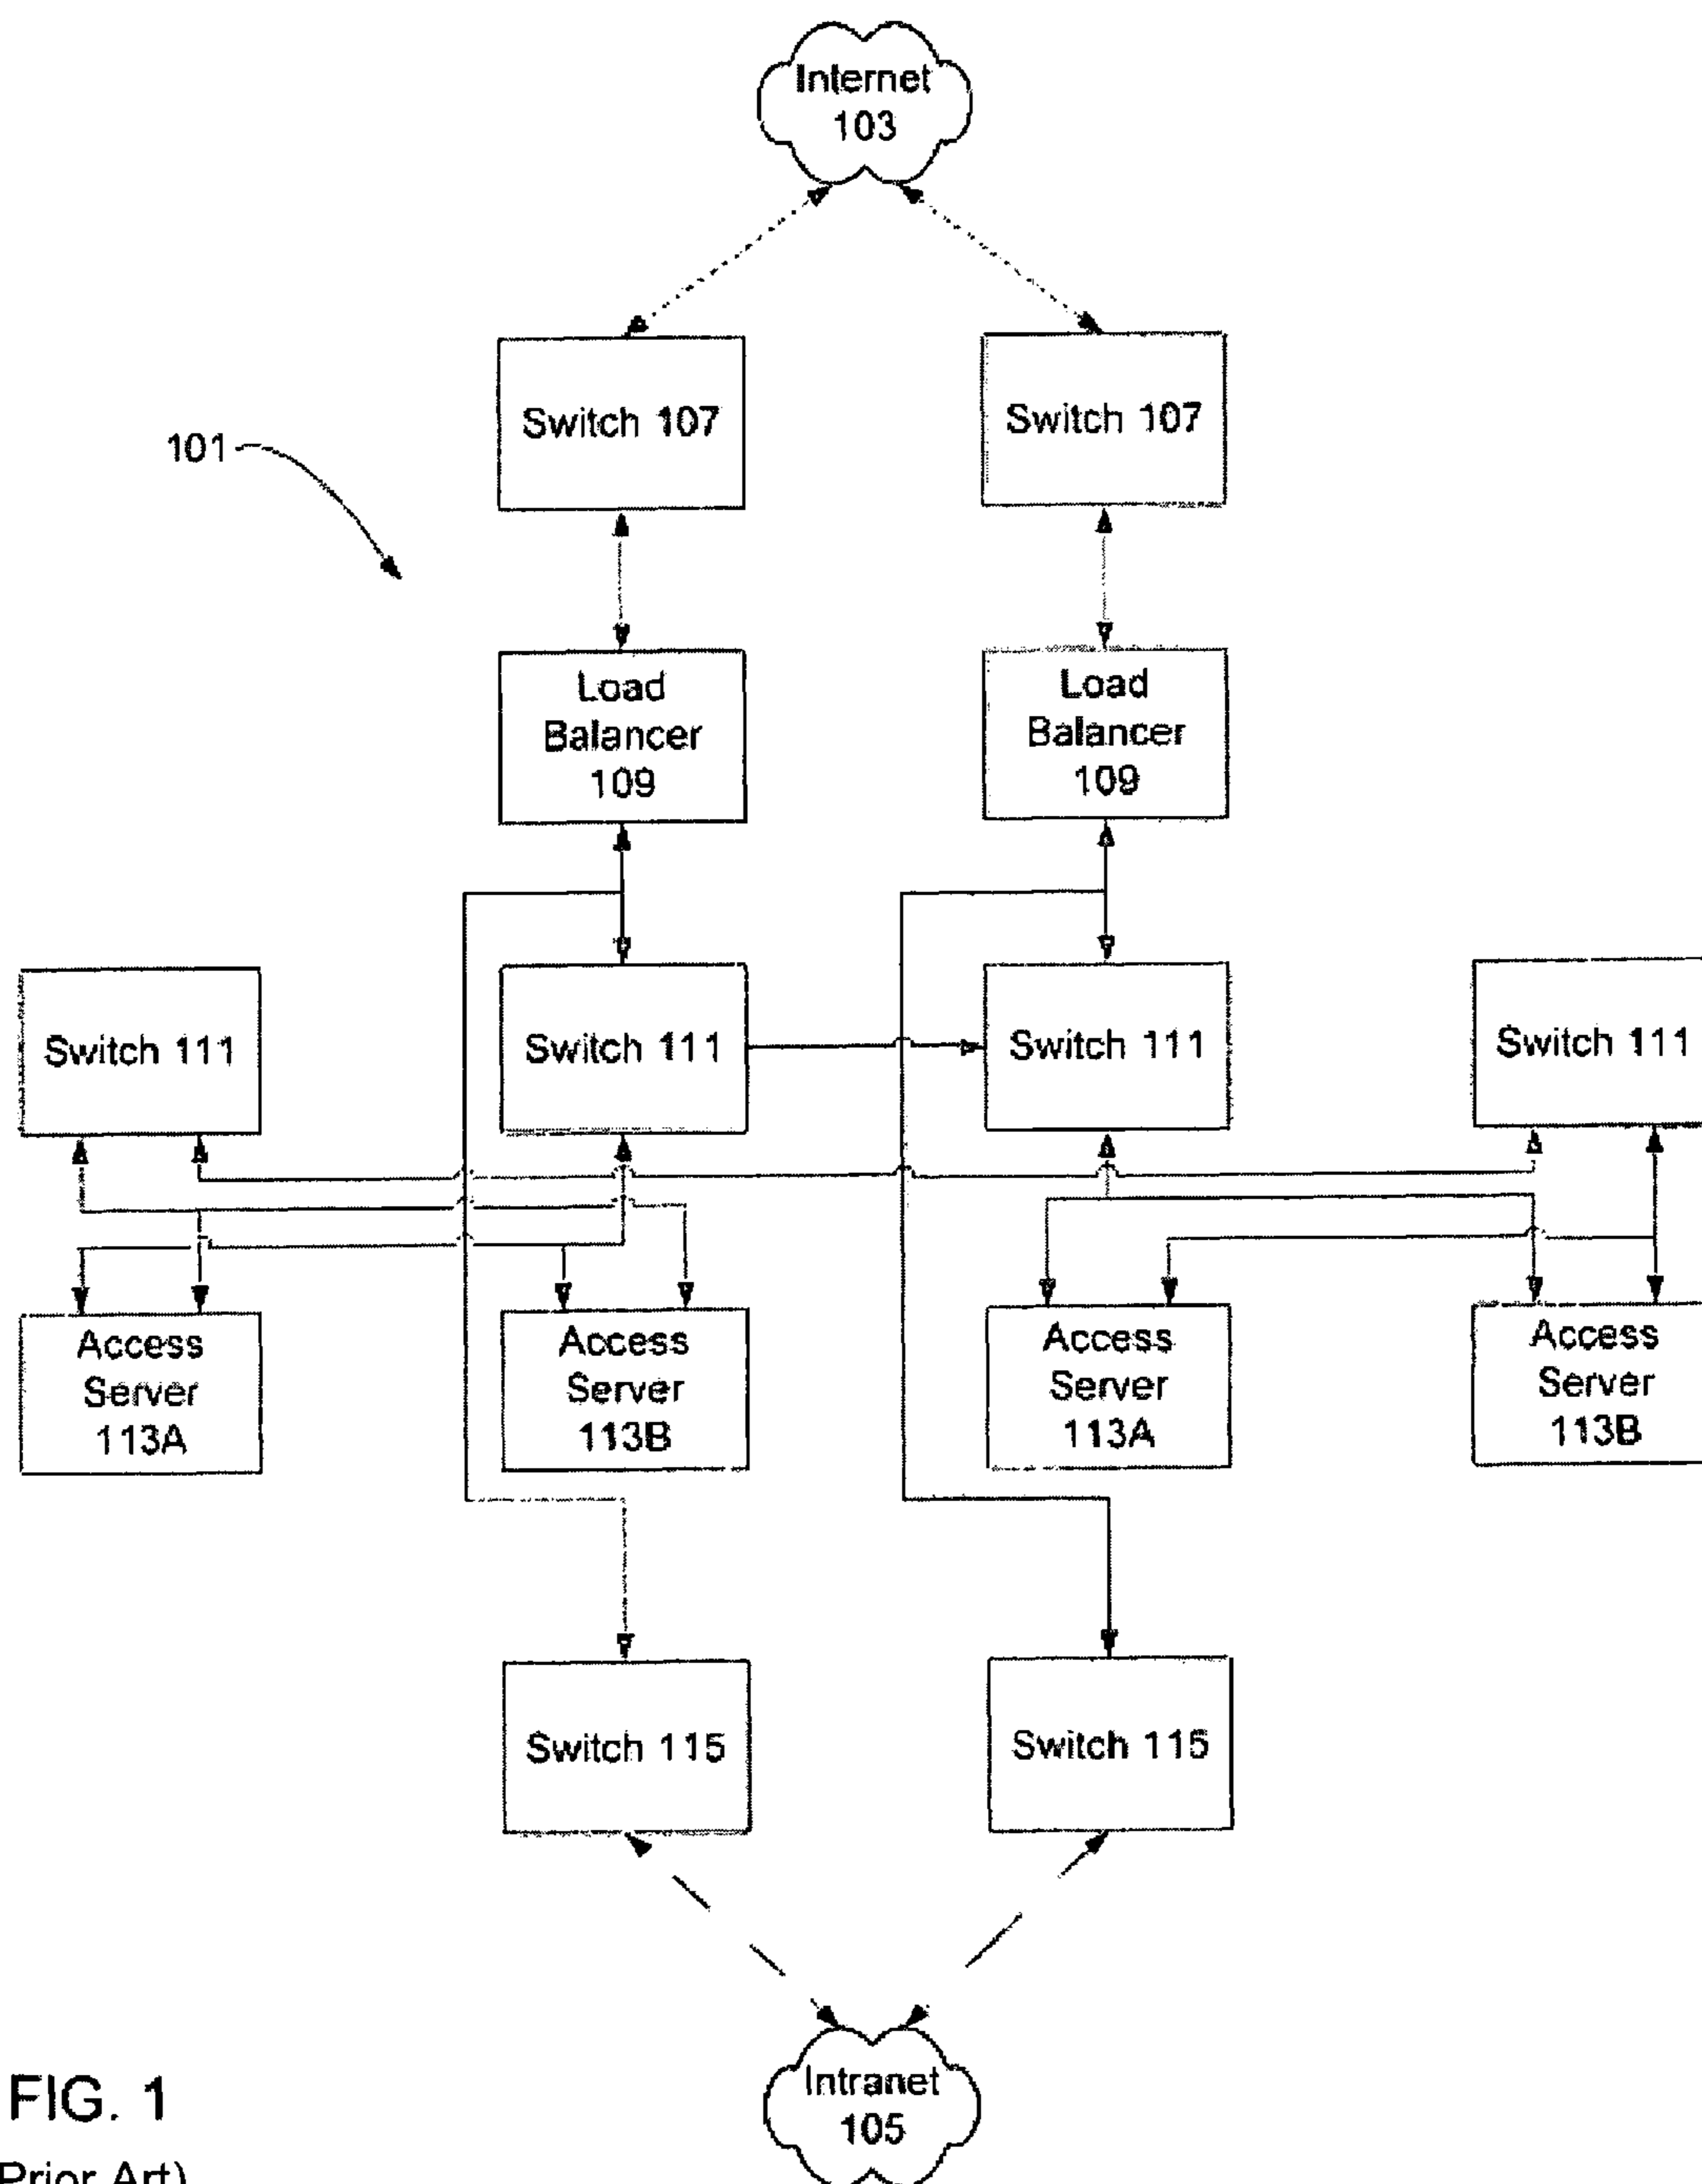 Internet
103
Switch 107
Switch 107
101
Load
Balancer
109
Load
Balancer
109
Switch 111
Switch 111
Switch 111
Switch 111
Access
Server
113A
Access
Server
113B
Access
Server
113A
Access
Server
113B
Switch 115
Switch 115
Intranet
105
FIG. 1
Prior Art)